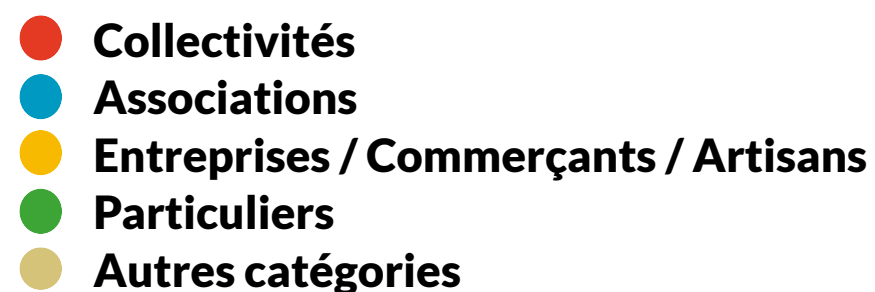 Collectivités
Associations
Entreprises / Commerçants / Artisans
Particuliers
Autres catégories